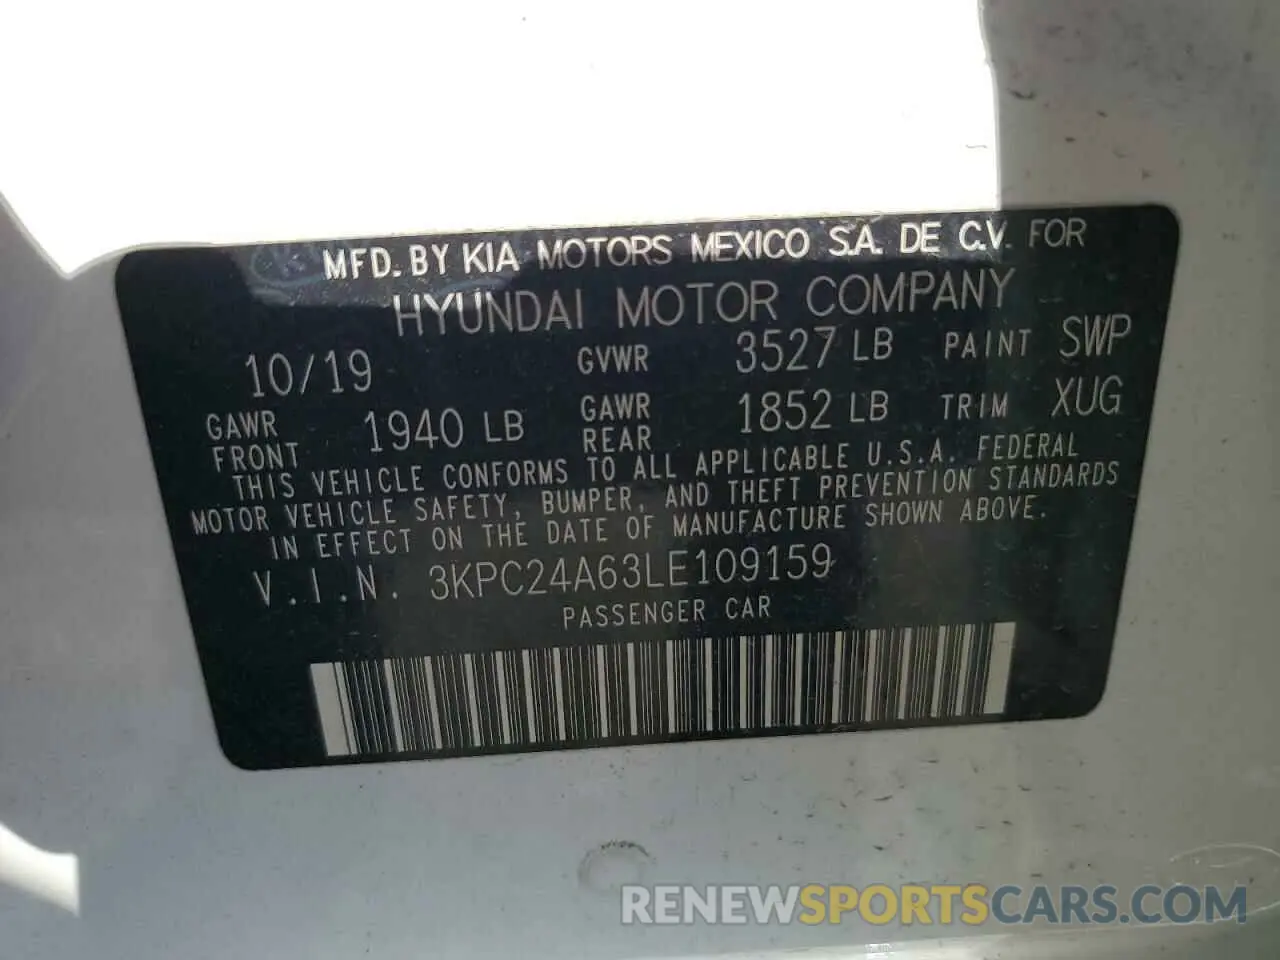 MFD. BY KIA MOTORS MEXICO S.A. DE C.V. FOR
HYUNDAI MOTOR COMPANY
10/19 GVWR 3527 LB PAINT SWP
GAWR FRONT 1940 LB GAWR REAR 1852 LB TRIM XUG
THIS VEHICLE CONFORMS TO ALL APPLICABLE U.S.A. FEDERAL
MOTOR VEHICLE SAFETY, BUMPER, AND THEFT PREVENTION STANDARDS
IN EFFECT ON THE DATE OF MANUFACTURE SHOWN ABOVE.
V.I.N. 3KPC24A63LE109159
PASSENGER CAR
RENEWSPORTSCARS.COM